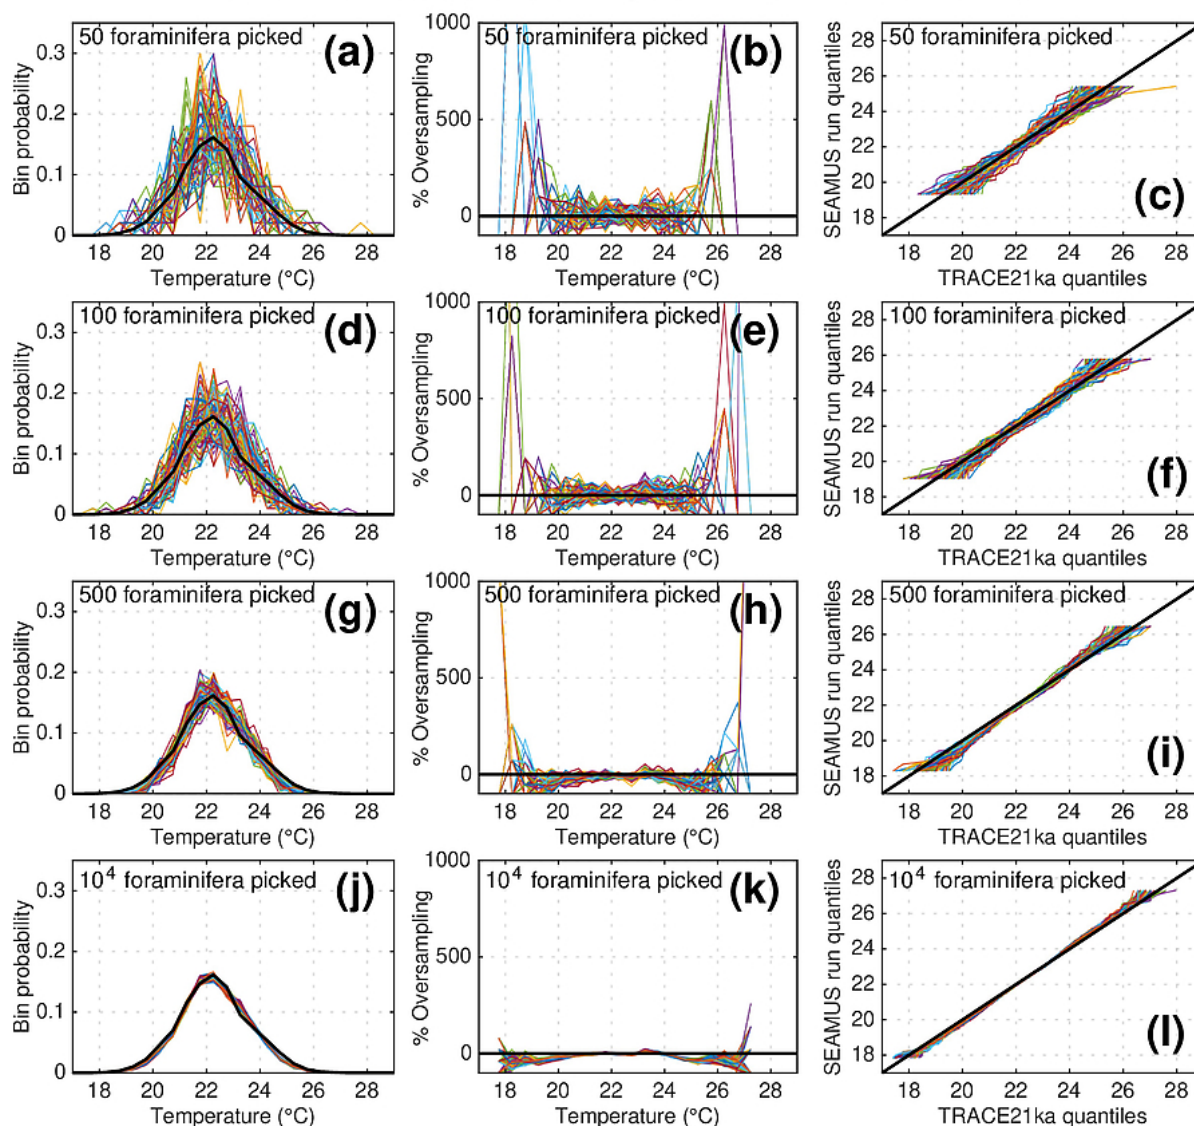 50 foraminifera picked
(a)
0.3
0.2
0.1
0
Bin probability
18 20 22 24 26 28
Temperature (°C)
50 foraminifera picked
(b)
1000
500
0
% Oversampling
18 20 22 24 26 28
Temperature (°C)
50 foraminifera picked
(c)
28
26
24
22
20
18
SEAMUS run quantiles
18 20 22 24 26 28
TRACE21ka quantiles
100 foraminifera picked
(d)
0.3
0.2
0.1
0
Bin probability
18 20 22 24 26 28
Temperature (°C)
100 foraminifera picked
(e)
1000
500
0
% Oversampling
18 20 22 24 26 28
Temperature (°C)
100 foraminifera picked
(f)
28
26
24
22
20
18
SEAMUS run quantiles
18 20 22 24 26 28
TRACE21ka quantiles
500 foraminifera picked
(g)
0.3
0.2
0.1
0
Bin probability
18 20 22 24 26 28
Temperature (°C)
500 foraminifera picked
(h)
1000
500
0
% Oversampling
18 20 22 24 26 28
Temperature (°C)
500 foraminifera picked
(i)
28
26
24
22
20
18
SEAMUS run quantiles
18 20 22 24 26 28
TRACE21ka quantiles
10⁴ foraminifera picked
(j)
0.3
0.2
0.1
0
Bin probability
18 20 22 24 26 28
Temperature (°C)
10⁴ foraminifera picked
(k)
1000
500
0
% Oversampling
18 20 22 24 26 28
Temperature (°C)
10⁴ foraminifera picked
(l)
28
26
24
22
20
18
SEAMUS run quantiles
18 20 22 24 26 28
TRACE21ka quantiles